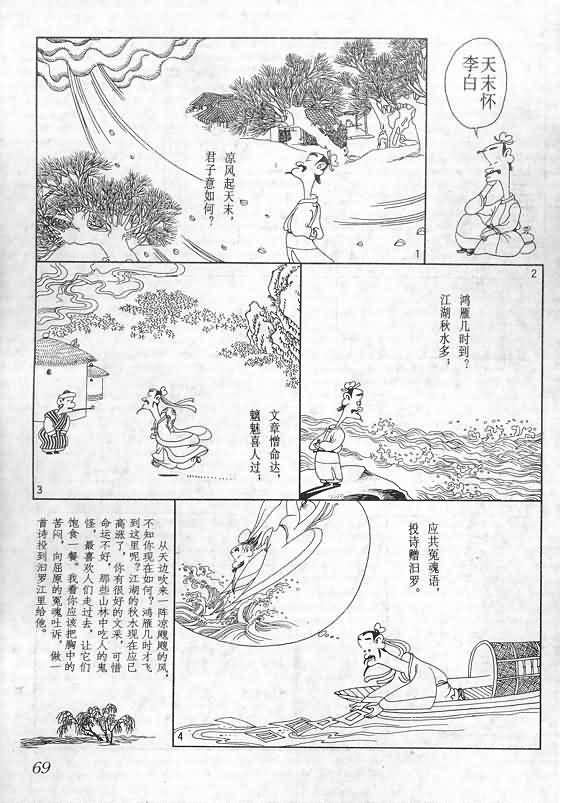 天末怀
李白
凉风起天末，
君子意如何？
1
鸿雁几时到？
江湖秋水多；
2
文章憎命达，
魑魅喜人过；
3
应共冤魂语，
投诗赠汨罗。
4
从天边吹来一阵凉飕飕的风，
不知你现在如何？鸿雁几时才飞
到这里呢？江湖的秋水现在应已
高涨了，你有很好的文采，可惜
命运不好，那些山林中吃人的鬼
怪，最喜欢人们走过去，让它们
饱食一餐。我看你应该把胸中的
苦闷，向屈原的冤魂吐诉，做一
首诗投到汨罗江里给他。
69